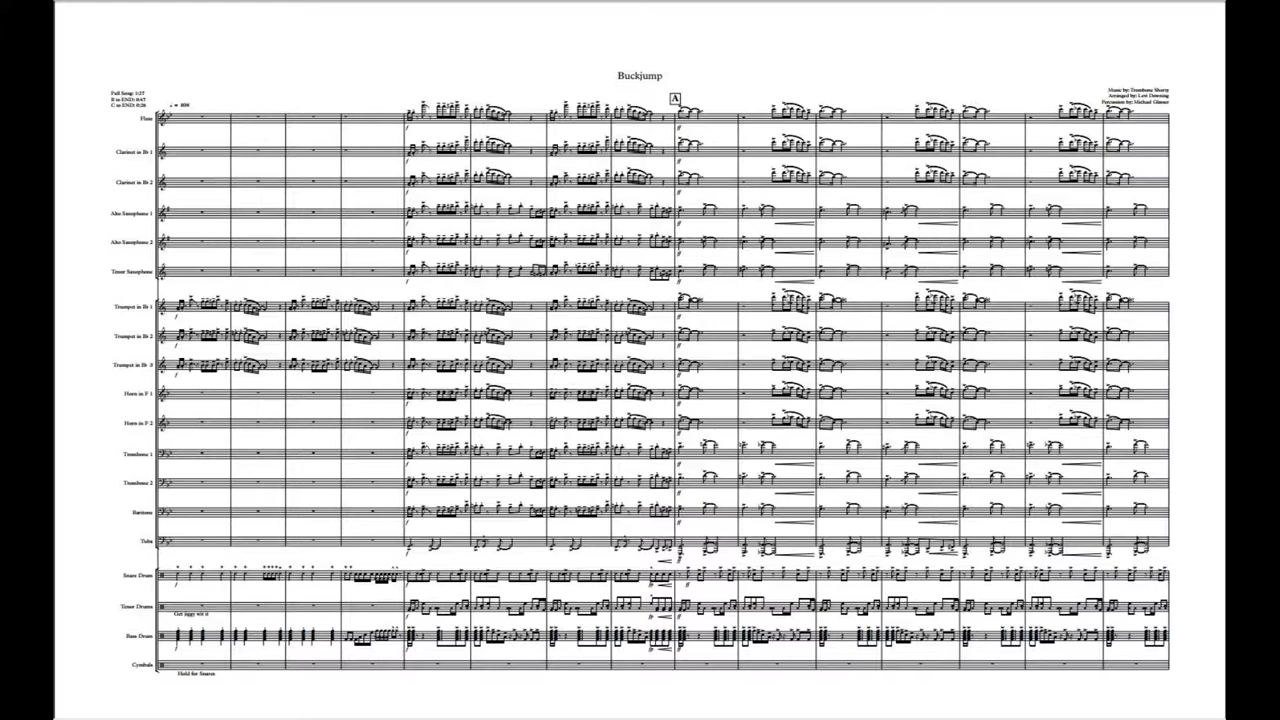 Buckjump
Full Song: 1:27
B to END: 0:47
C to END: 0:26
A
Music by: Trombone Shorty
Arranged by: Levi Downing
Percussion by: Michael Glaser
Flute
Clarinet in B♭ 1
Clarinet in B♭ 2
Alto Saxophone 1
Alto Saxophone 2
Tenor Saxophone
Trumpet in B♭ 1
Trumpet in B♭ 2
Trumpet in B♭ 3
Horn in F 1
Horn in F 2
Trombone 1
Trombone 2
Baritone
Tuba
Snare Drum
Tenor Drums
Get jiggy wit it
Bass Drum
Cymbals
Hold for Snares